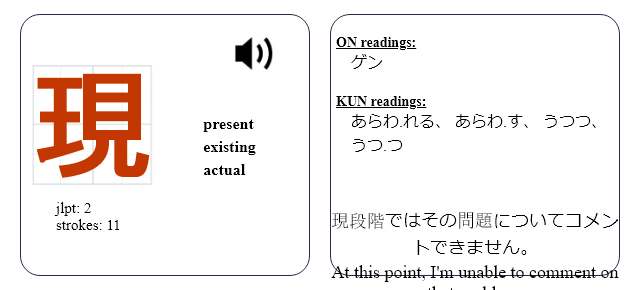 現
present
existing
actual
jlpt: 2
strokes: 11
ON readings:
ゲン
KUN readings:
あらわ.れる、 あらわ.す、 うつつ、
うつ.つ
現段階ではその問題についてコメン
トできません。
At this point, I'm unable to comment on